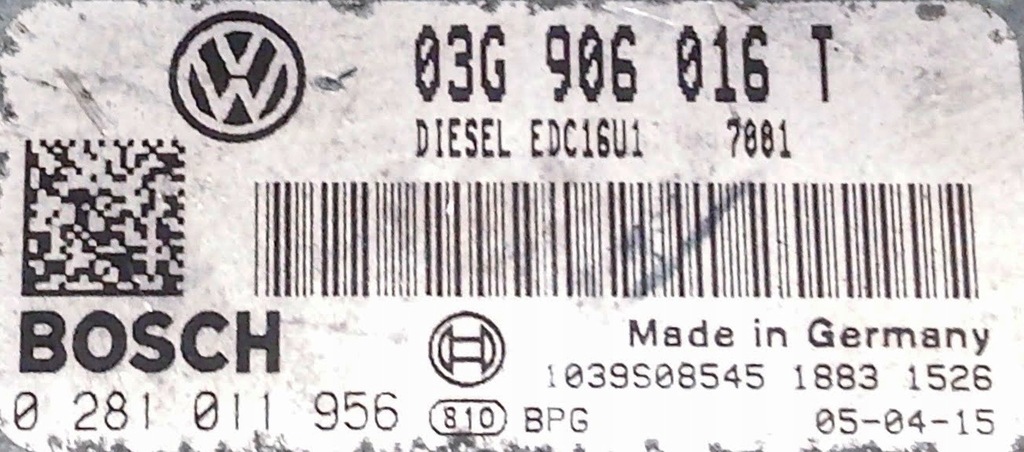 03G 906 016 T
DIESEL EDC16U1 7081
BOSCH
Made in Germany
1039S08545 1883 1526
0 281 011 956 810 BPG 05-04-15